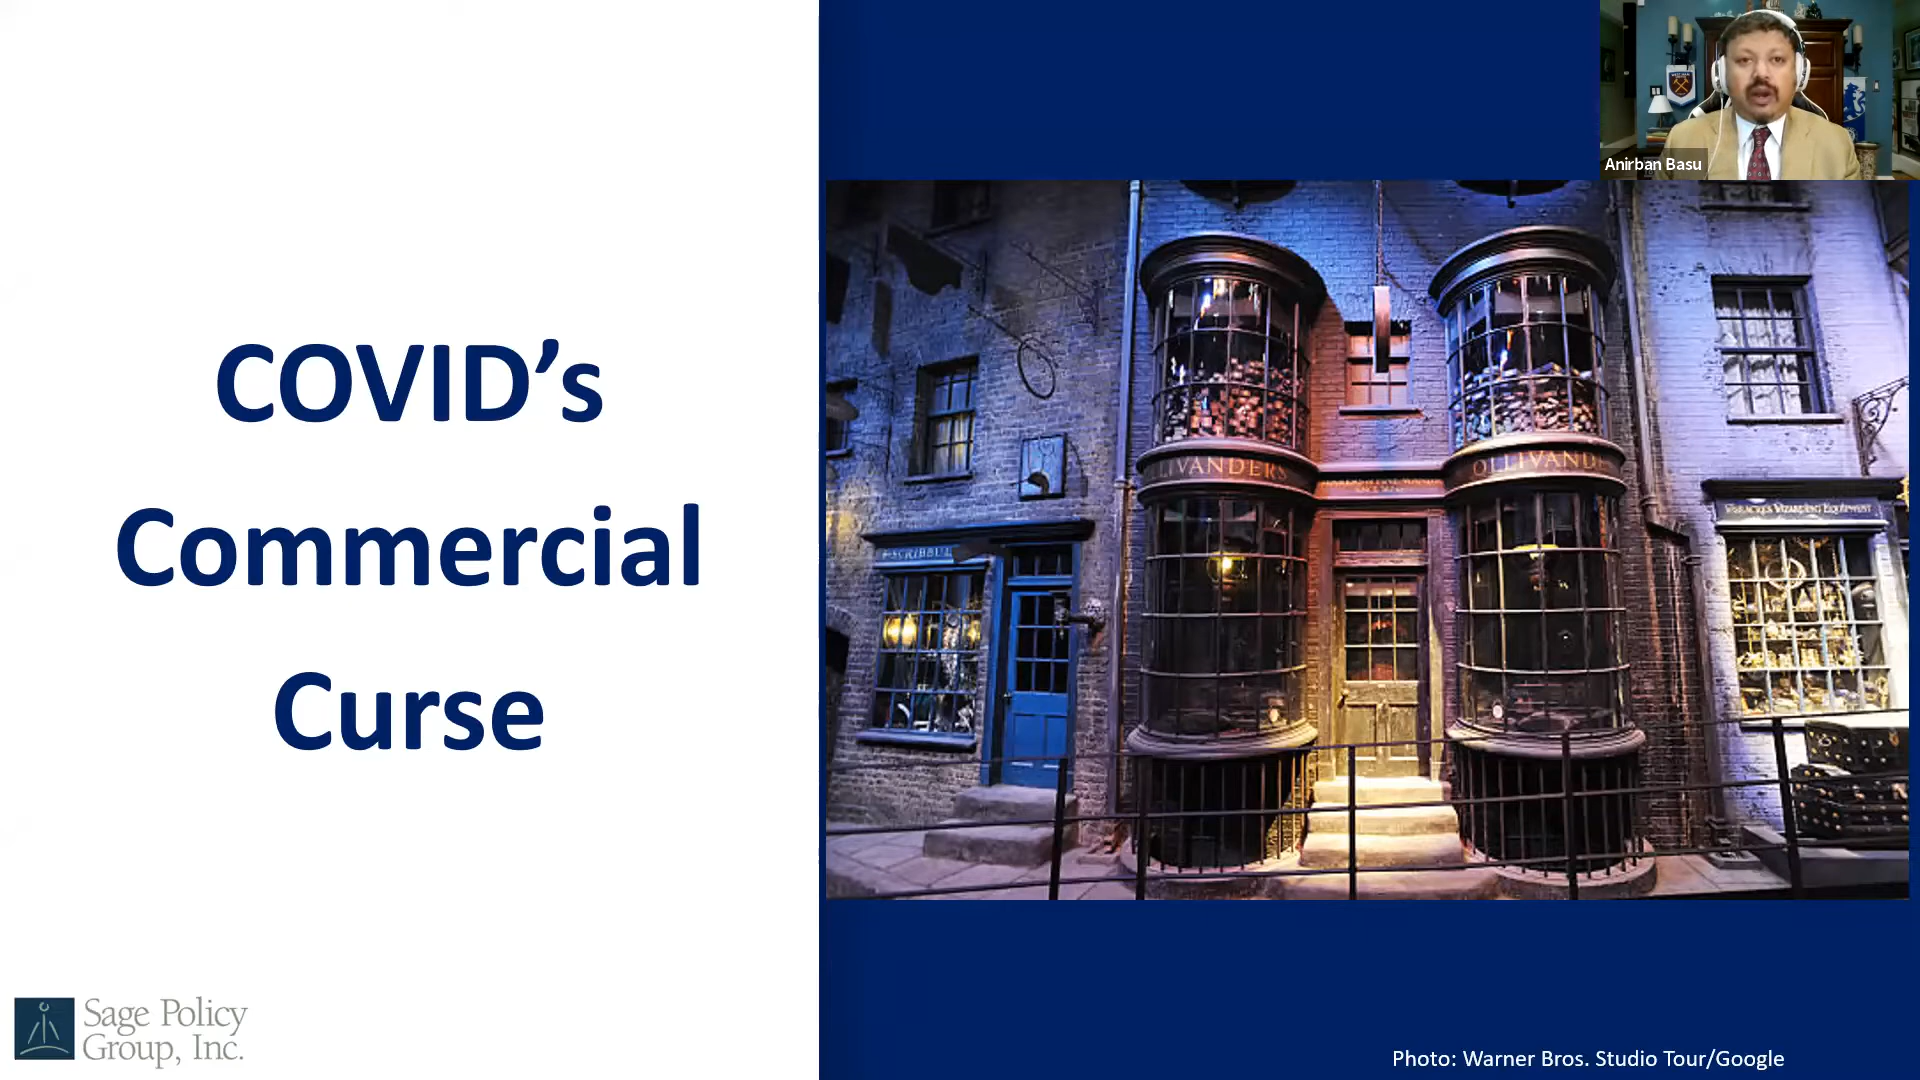 COVID’s
Commercial
Curse
Anirban Basu
OLLIVANDERS
Sage Policy
Group, Inc.
Photo: Warner Bros. Studio Tour/Google